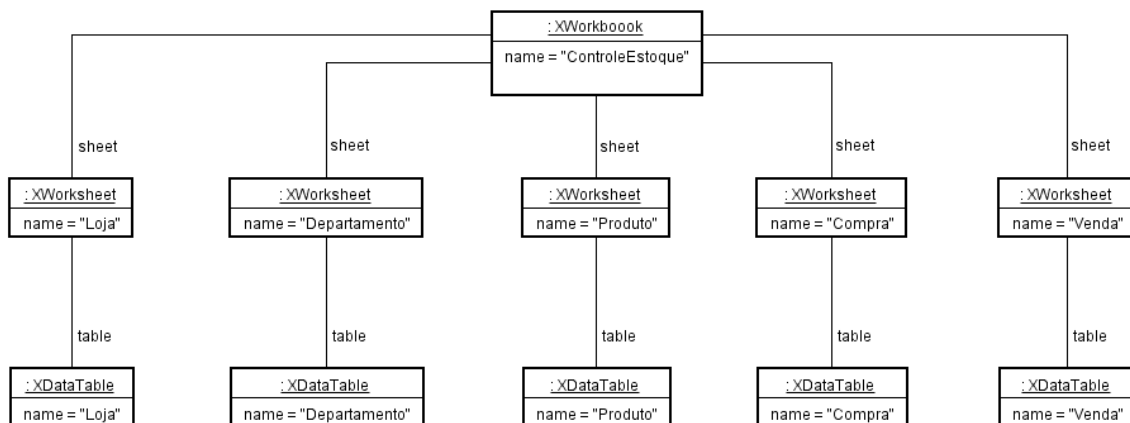 : XWorkboook
name = "ControleEstoque"
sheet
sheet
sheet
sheet
sheet
: XWorksheet
name = "Loja"
: XWorksheet
name = "Departamento"
: XWorksheet
name = "Produto"
: XWorksheet
name = "Compra"
: XWorksheet
name = "Venda"
table
table
table
table
table
: XDataTable
name = "Loja"
: XDataTable
name = "Departamento"
: XDataTable
name = "Produto"
: XDataTable
name = "Compra"
: XDataTable
name = "Venda"